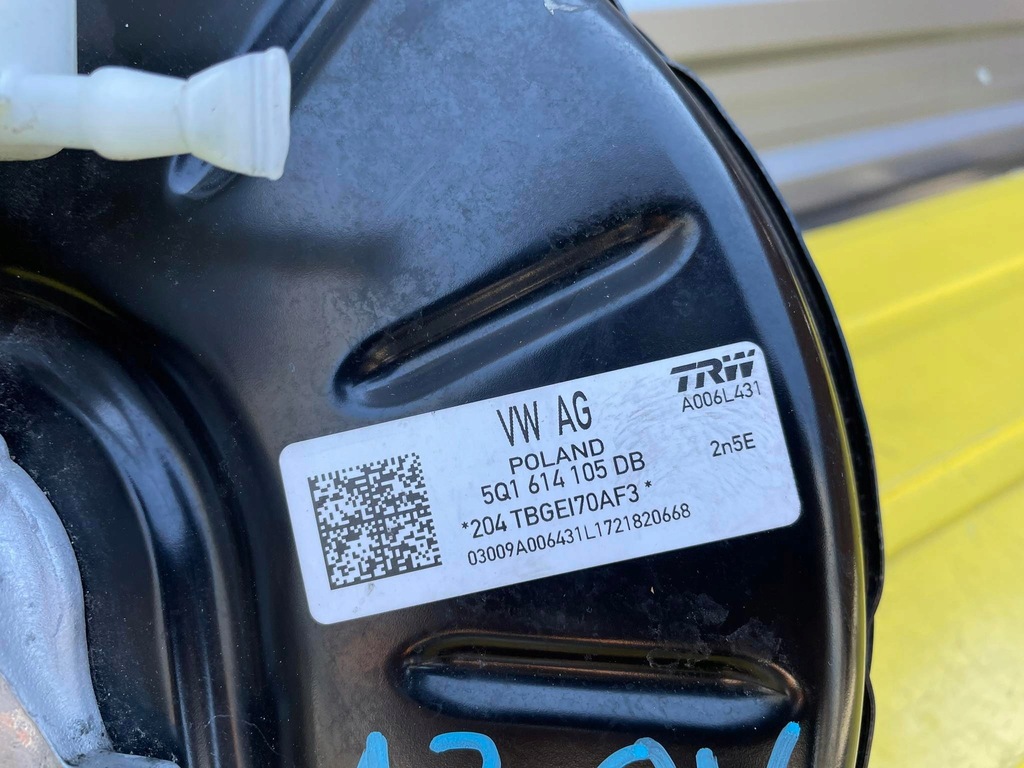 TRW
A006L431
VW AG
POLAND
2n5E
5Q1 614 105 DB
*204 TBGEI70AF3 *
03009A006431L1721820668